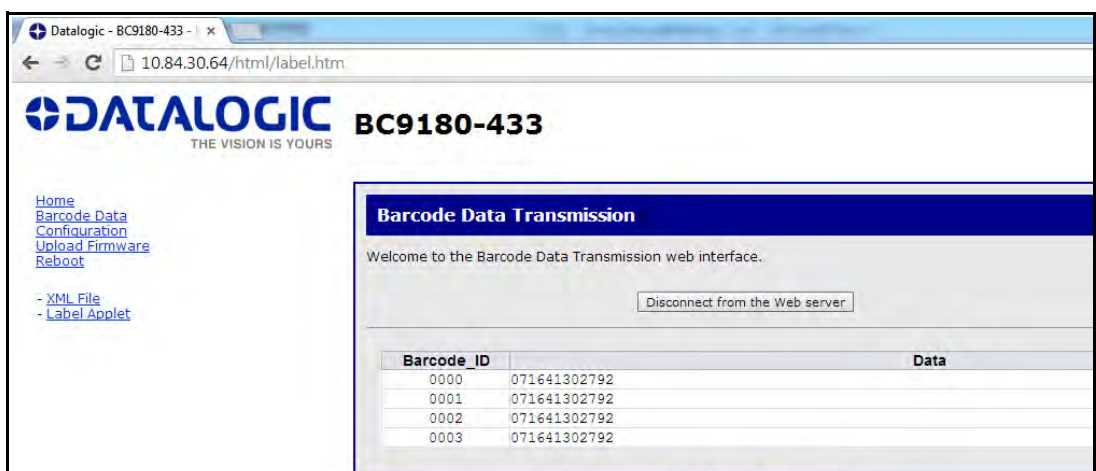 Datalogic - BC9180-433 -
10.84.30.64/html/label.htm
DATALOGIC
THE VISION IS YOURS
BC9180-433
Home
Barcode Data
Configuration
Upload Firmware
Reboot
- XML File
- Label Applet
Barcode Data Transmission
Welcome to the Barcode Data Transmission web interface.
Disconnect from the Web server
Barcode_ID Data
0000 071641302792
0001 071641302792
0002 071641302792
0003 071641302792